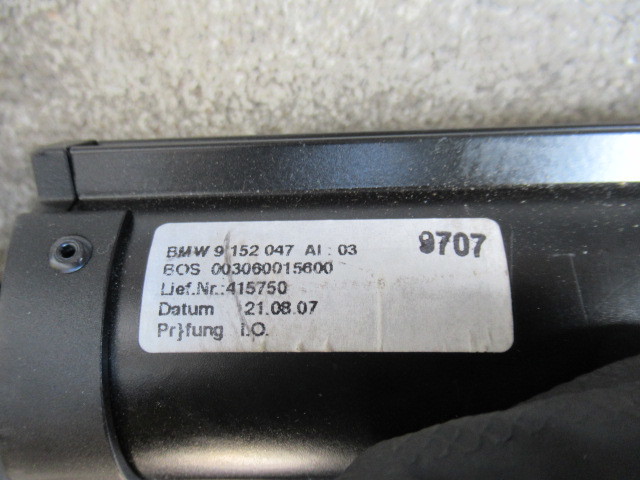 BMW 9 152 047 AI : 03 9707
BOS 003060015600
Lief.Nr.:415750
Datum 21.08.07
Pr}fung I.O.